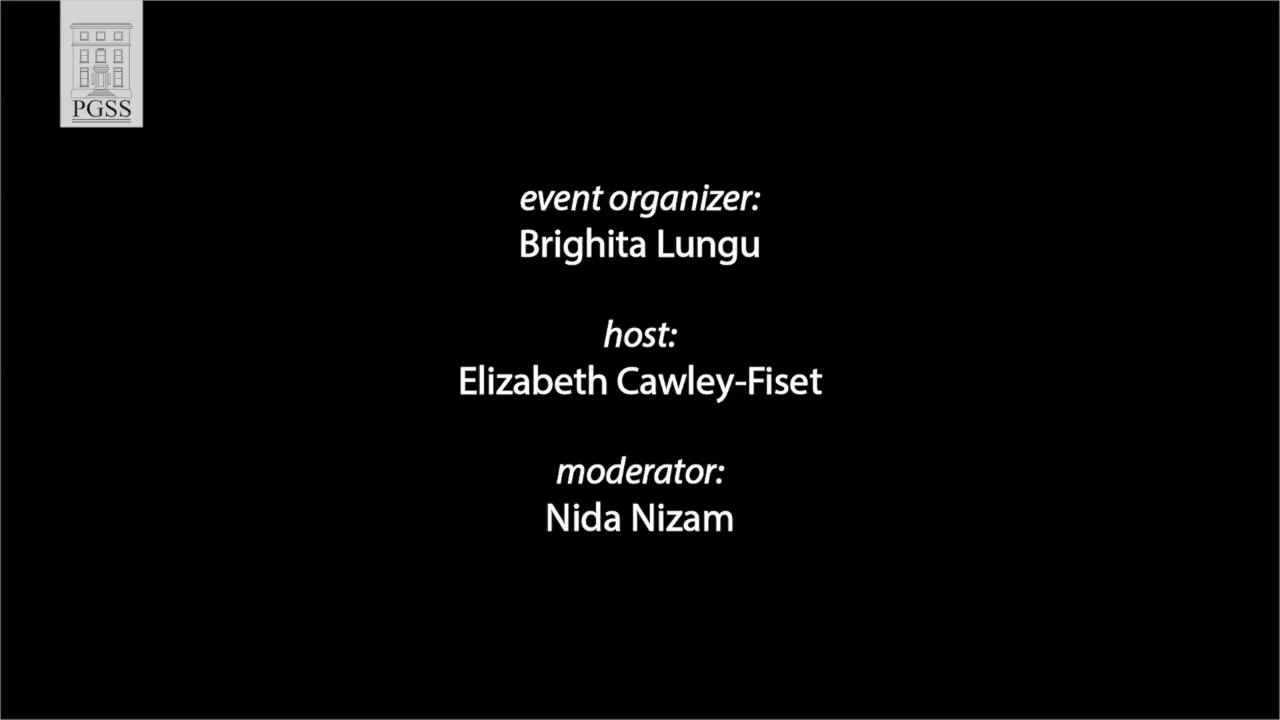 PGSS
event organizer:
Brighita Lungu
host:
Elizabeth Cawley-Fiset
moderator:
Nida Nizam